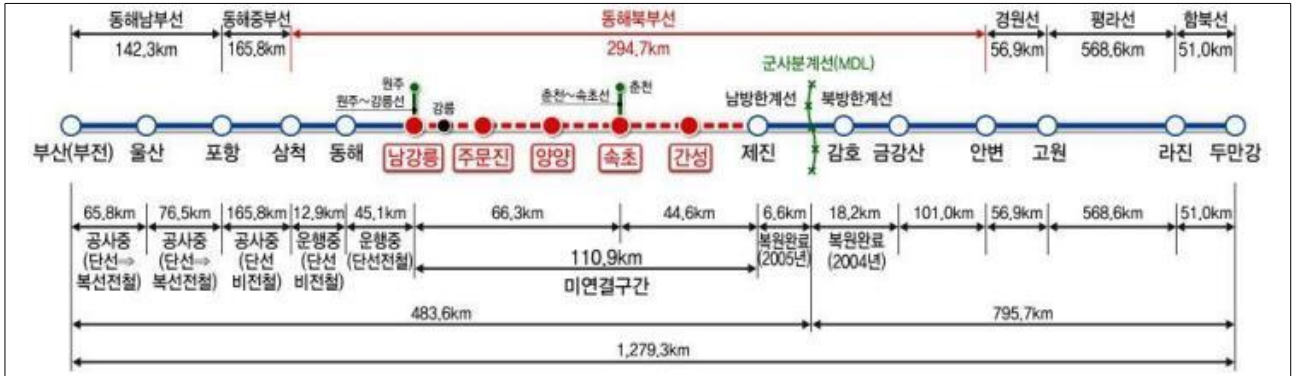 동해남부선 동해중부선 동해북부선 경원선 평라선 함북선
142.3km 165.8km 294.7km 56.9km 568.6km 51.0km
군사분계선(MDL)
원주 춘천
원주~강릉선 강릉 춘천~속초선 남방한계선 북방한계선
부산(부전) 울산 포항 삼척 동해 남강릉 주문진 양양 속초 간성 제진 감호 금강산 안변 고원 라진 두만강
65.8km 76.5km 165.8km 12.9km 45.1km 66.3km 44.6km 6.6km 18.2km 101.0km 56.9km 568.6km 51.0km
공사중 공사중 공사중 운행중 운행중 복원완료 복원완료
(단선⇒ (단선⇒ (단선 (단선 (단선전철) 110.9km (2005년) (2004년)
복선전철) 복선전철) 비전철) 비전철) 미연결구간
483.6km 795.7km
1,279.3km